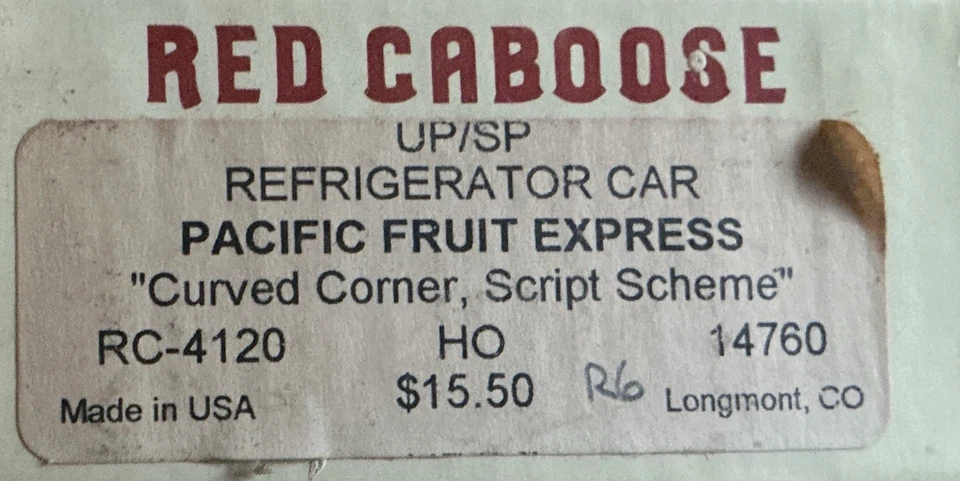 RED CABOOSE
UP/SP
REFRIGERATOR CAR
PACIFIC FRUIT EXPRESS
"Curved Corner, Script Scheme"
RC-4120 HO 14760
Made in USA $15.50 R6 Longmont, CO